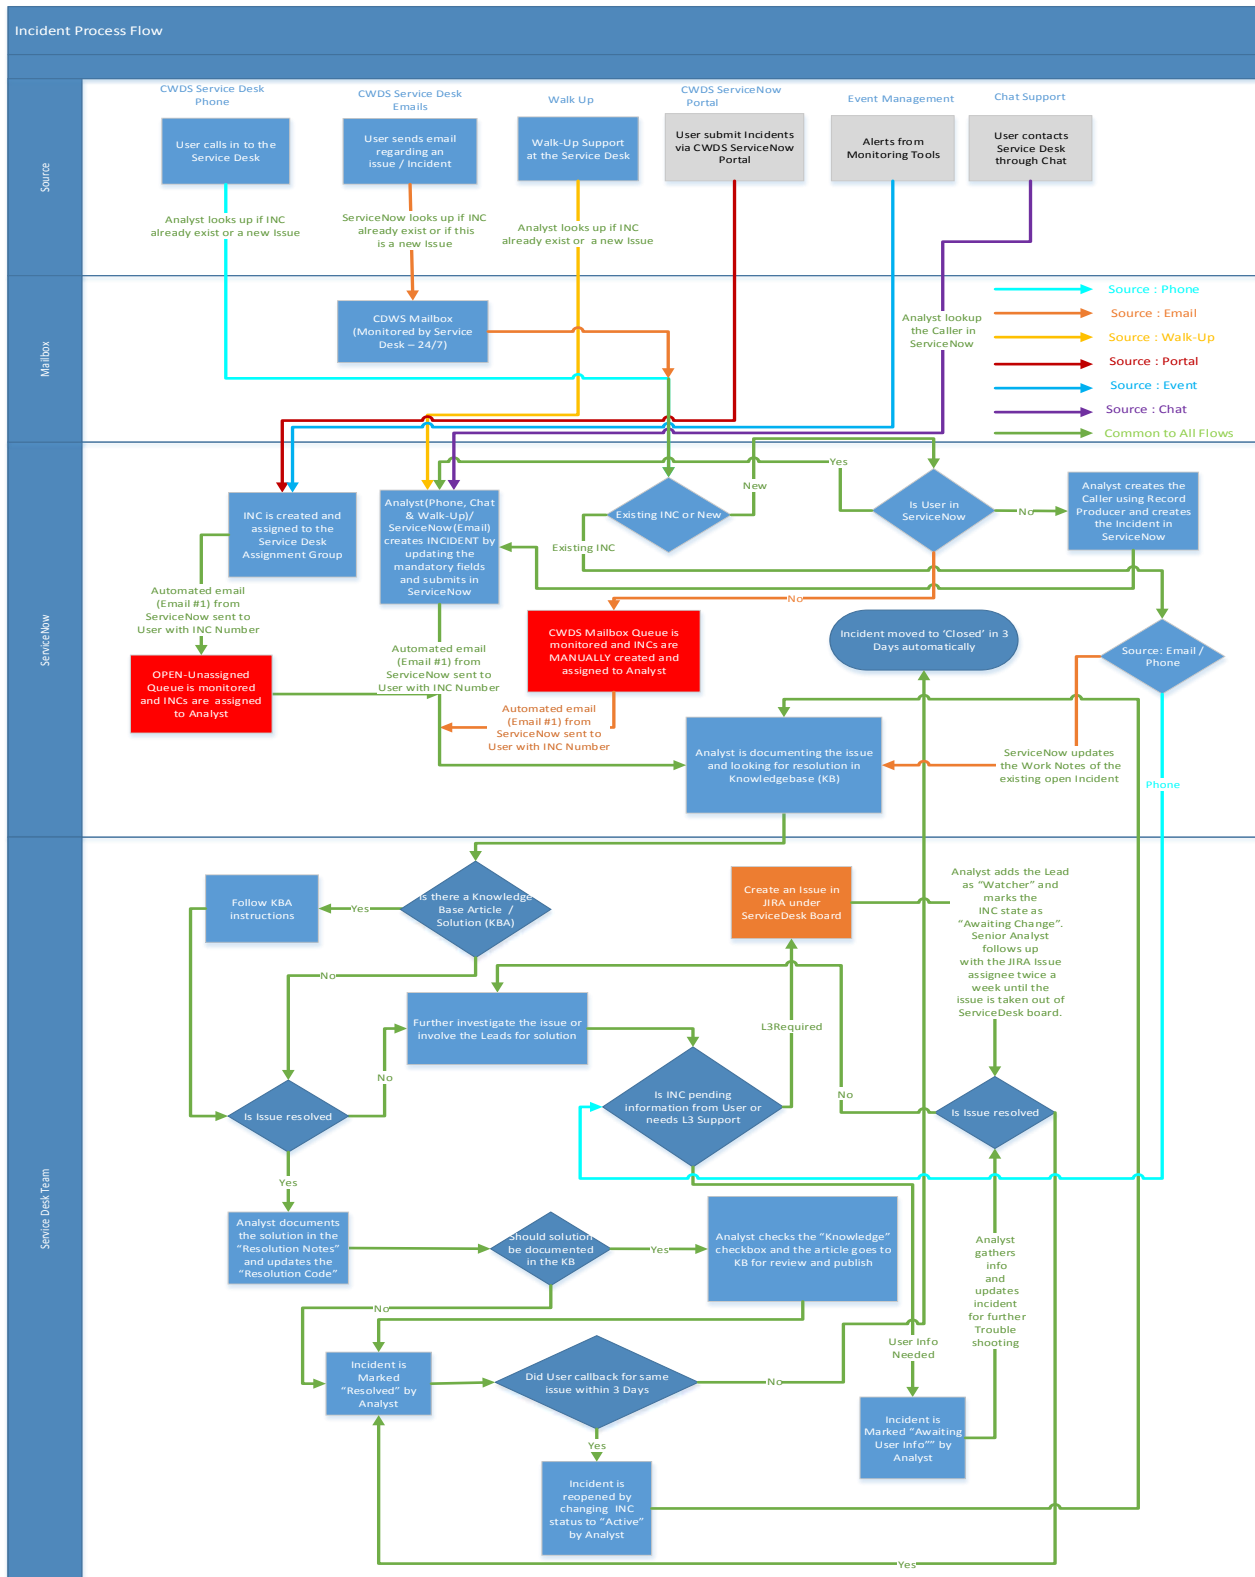 Incident Process Flow
Source
CWDS Service Desk
Phone
CWDS Service Desk
Emails
Walk Up
CWDS ServiceNow
Portal
Event Management
Chat Support
User calls in to the
Service Desk
User sends email
regarding an
issue / Incident
Walk-Up Support
at the Service Desk
User submit Incidents
via CWDS ServiceNow
Portal
Alerts from
Monitoring Tools
User contacts
Service Desk
through Chat
Analyst looks up if INC
already exist or a new Issue
ServiceNow looks up if INC
already exist or if this
is a new Issue
Analyst looks up if INC
already exist or  a new Issue
Mailbox
CDWS Mailbox
(Monitored by Service
Desk – 24/7)
Analyst lookup
the Caller in
ServiceNow
Source : Phone
Source : Email
Source : Walk-Up
Source : Portal
Source : Event
Source : Chat
Common to All Flows
ServiceNow
INC is created and
assigned to the
Service Desk
Assignment Group
Analyst(Phone, Chat
& Walk-Up)/
ServiceNow(Email)
creates INCIDENT by
updating the
mandatory fields
and submits in
ServiceNow
Existing INC or New
New
Existing INC
Yes
Is User in
ServiceNow
No
Analyst creates the
Caller using Record
Producer and creates
the Incident in
ServiceNow
No
Automated email
(Email #1) from
ServiceNow sent to
User with INC Number
OPEN-Unassigned
Queue is monitored
and INCs are  assigned
to Analyst
Automated email
(Email #1) from
ServiceNow sent to
User with INC Number
CWDS Mailbox Queue is
monitored and INCs are
MANUALLY created and
assigned to Analyst
Automated email
(Email #1) from
ServiceNow sent to
User with INC Number
Incident moved to ‘Closed’ in 3
Days automatically
Source: Email /
Phone
Analyst is documenting the issue
and looking for resolution in
Knowledgebase (KB)
ServiceNow updates
the Work Notes of the
existing open Incident
Phone
Service Desk Team
Follow KBA
instructions
Yes
Is there a Knowledge
Base Article  /
Solution (KBA)
No
Create an Issue in
JIRA under
ServiceDesk Board
Analyst adds the Lead
as “Watcher” and
marks the
INC state as
“Awaiting Change”.
Senior Analyst
follows up
with the JIRA Issue
assignee twice a
week until the
issue is taken out of
ServiceDesk board.
Further investigate the issue or
involve the Leads for solution
L3Required
No
Is Issue resolved
Is INC pending
information from User or
needs L3 Support
No
Is Issue resolved
Yes
Analyst documents
the solution in the
“Resolution Notes”
and updates the
“Resolution Code”
Should solution
be documented
in the KB
Yes
Analyst checks the “Knowledge”
checkbox and the article goes to
KB for review and publish
Analyst
gathers
info
and
updates
incident
for further
Trouble
shooting
No
User Info
Needed
Incident is
Marked
“Resolved” by
Analyst
Did User callback for same
issue within 3 Days
No
Incident is
Marked “Awaiting
User Info”” by
Analyst
Yes
Incident is
reopened by
changing  INC
status to “Active”
by Analyst
Yes